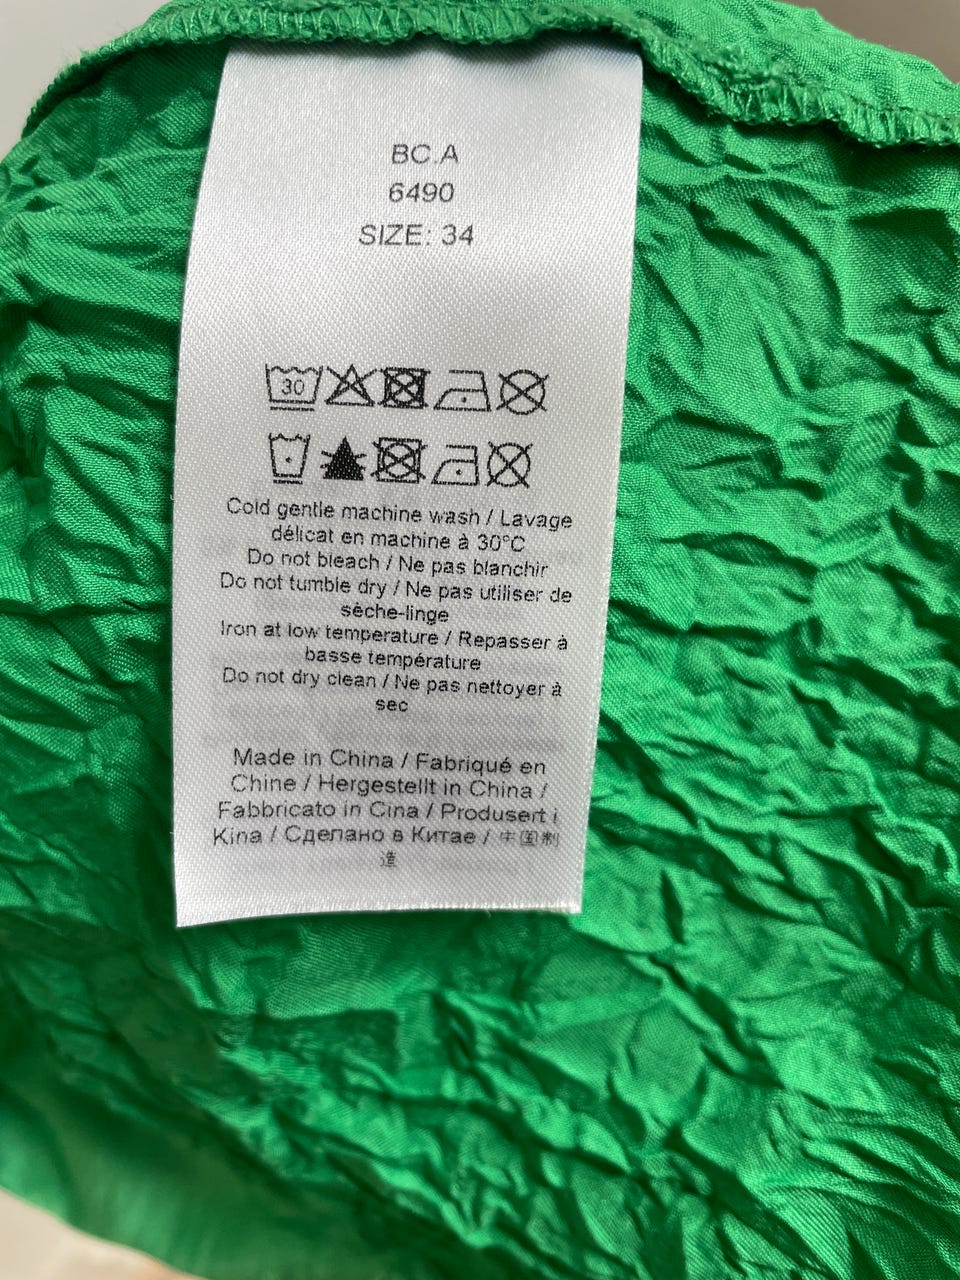 BC.A
6490
SIZE: 34
30
Cold gentle machine wash / Lavage
délicat en machine à 30°C
Do not bleach / Ne pas blanchir
Do not tumble dry / Ne pas utiliser de
sèche-linge
Iron at low temperature / Repasser à
basse température
Do not dry clean / Ne pas nettoyer à
sec
Made in China / Fabriqué en
Chine / Hergestellt in China /
Fabbricato in Cina / Produsert i
Kina / Сделано в Китае / 中国制
造